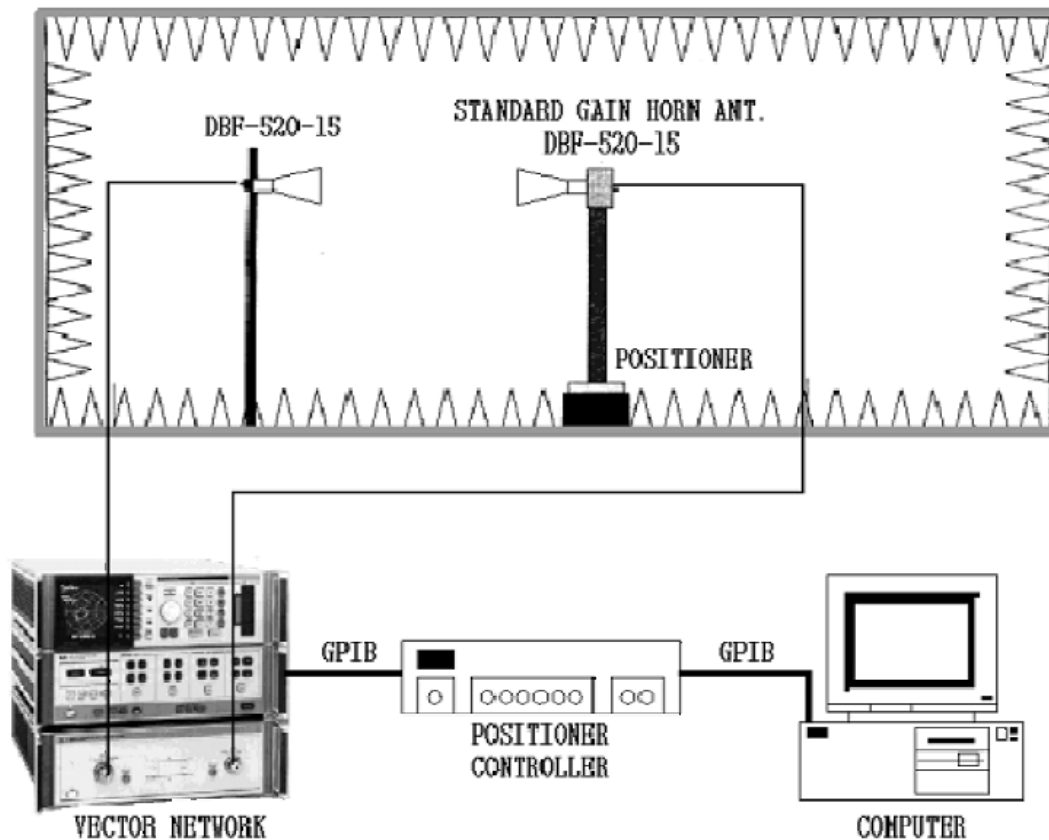 DBF-520-15
STANDARD GAIN HORN ANT.
DBF-520-15
POSITIONER
GPIB
GPIB
POSITIONER
CONTROLLER
VECTOR NETWORK
COMPUTER